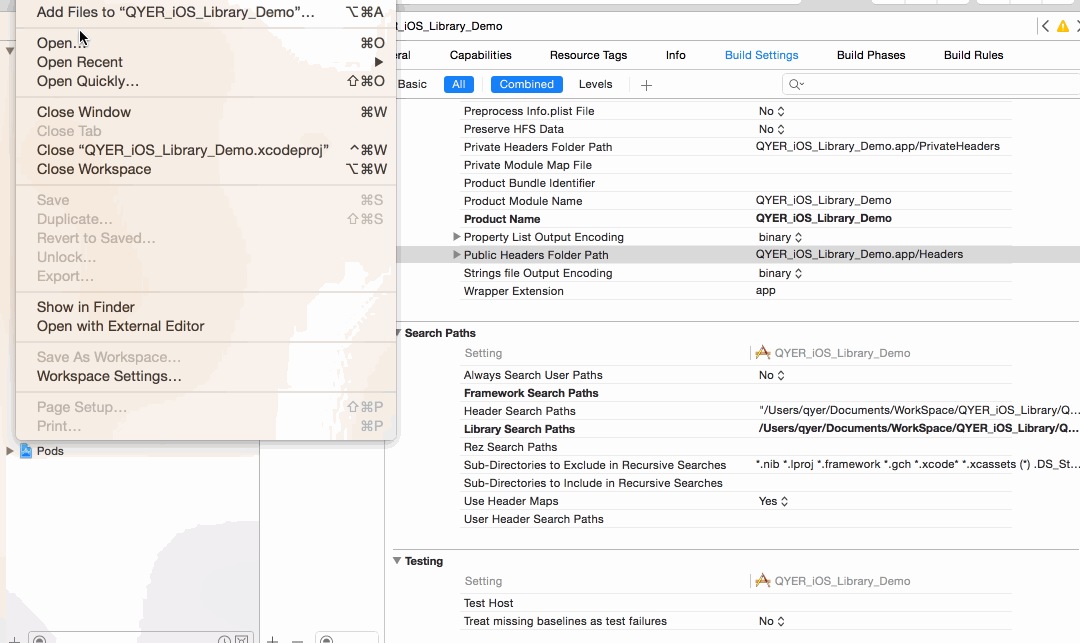 Add Files to “QYER_iOS_Library_Demo”... ⌥⌘A
Open... ⌘O
Open Recent ▶
Open Quickly... ⇧⌘O
Close Window ⌘W
Close Tab
Close “QYER_iOS_Library_Demo.xcodeproj” ^⌘W
Close Workspace ⌥⌘W
Save ⌘S
Duplicate... ⇧⌘S
Revert to Saved...
Unlock...
Export...
Show in Finder
Open with External Editor
Save As Workspace...
Workspace Settings...
Page Setup... ⇧⌘P
Print... ⌘P
Pods
_iOS_Library_Demo
Capabilities Resource Tags Info Build Settings Build Phases Build Rules
Basic All Combined Levels +
Preprocess Info.plist File No
Preserve HFS Data No
Private Headers Folder Path QYER_iOS_Library_Demo.app/PrivateHeaders
Private Module Map File
Product Bundle Identifier
Product Module Name QYER_iOS_Library_Demo
Product Name QYER_iOS_Library_Demo
Property List Output Encoding binary
Public Headers Folder Path QYER_iOS_Library_Demo.app/Headers
Strings file Output Encoding binary
Wrapper Extension app
Search Paths
Setting QYER_iOS_Library_Demo
Always Search User Paths No
Framework Search Paths
Header Search Paths "/Users/qyer/Documents/WorkSpace/QYER_iOS_Library/Q...
Library Search Paths /Users/qyer/Documents/WorkSpace/QYER_iOS_Library/Q...
Rez Search Paths
Sub-Directories to Exclude in Recursive Searches *.nib *.lproj *.framework *.gch *.xcode* *.xcassets (*) .DS_St...
Sub-Directories to Include in Recursive Searches
Use Header Maps Yes
User Header Search Paths
Testing
Setting QYER_iOS_Library_Demo
Test Host
Treat missing baselines as test failures No